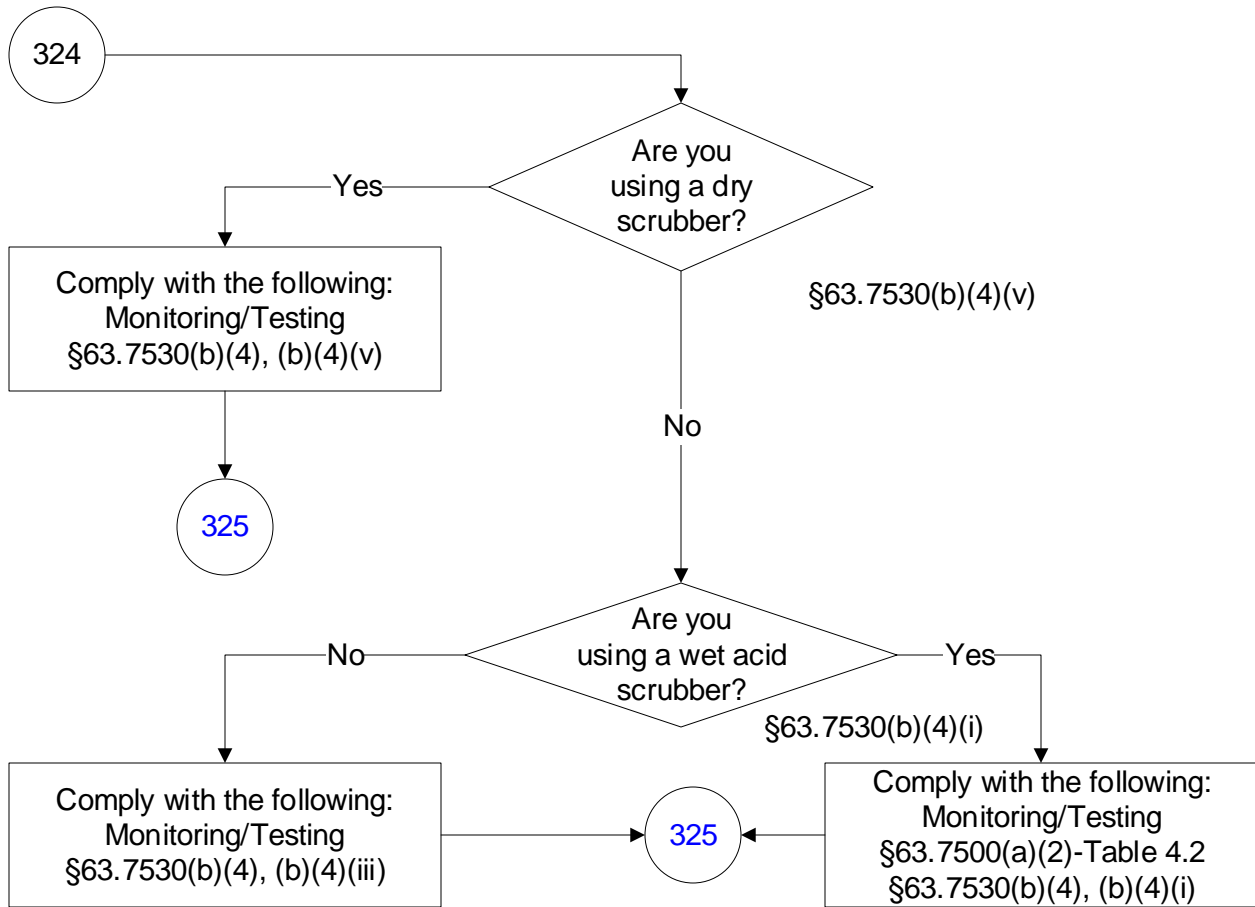 324
Are you
using a dry
scrubber?
Yes
§63.7530(b)(4)(v)
Comply with the following:
Monitoring/Testing
§63.7530(b)(4), (b)(4)(v)
No
325
Are you
using a wet acid
scrubber?
No
Yes
§63.7530(b)(4)(i)
Comply with the following:
Monitoring/Testing
§63.7530(b)(4), (b)(4)(iii)
325
Comply with the following:
Monitoring/Testing
§63.7500(a)(2)-Table 4.2
§63.7530(b)(4), (b)(4)(i)